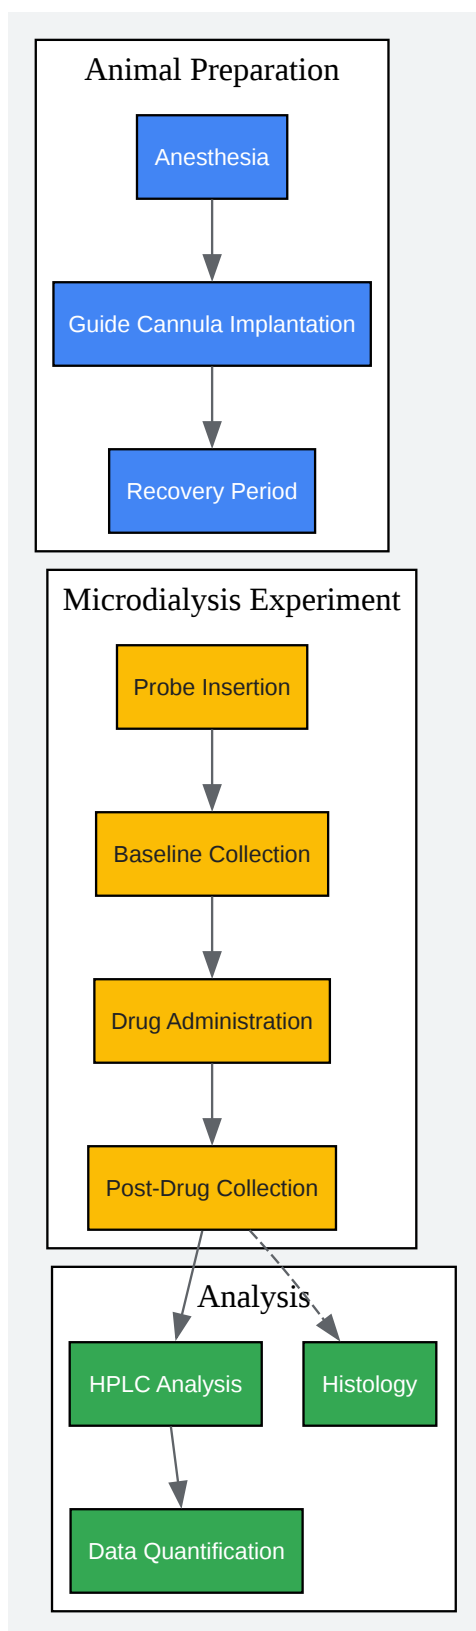 Animal Preparation
Anesthesia
Guide Cannula Implantation
Recovery Period
Microdialysis Experiment
Probe Insertion
Baseline Collection
Drug Administration
Post-Drug Collection
Analysis
HPLC Analysis
Histology
Data Quantification